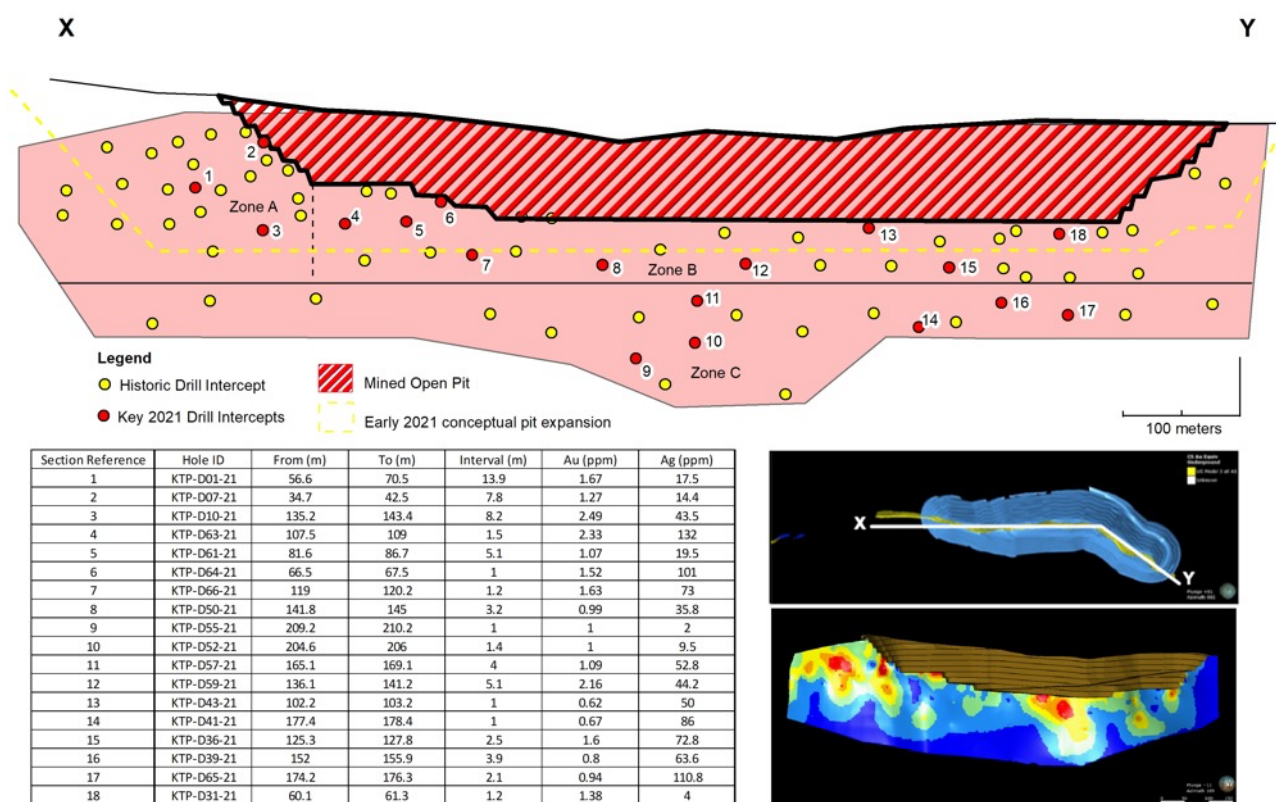 X Y
2
1
Zone A
3
4
5
6
7
8
Zone B
12
13
15
18
11
16
17
14
10
9
Zone C
Legend
Historic Drill Intercept
Key 2021 Drill Intercepts
Mined Open Pit
Early 2021 conceptual pit expansion
100 meters
Section Reference Hole ID From (m) To (m) Interval (m) Au (ppm) Ag (ppm)
1 KTP-D01-21 56.6 70.5 13.9 1.67 17.5
2 KTP-D07-21 34.7 42.5 7.8 1.27 14.4
3 KTP-D10-21 135.2 143.4 8.2 2.49 43.5
4 KTP-D63-21 107.5 109 1.5 2.33 132
5 KTP-D61-21 81.6 86.7 5.1 1.07 19.5
6 KTP-D64-21 66.5 67.5 1 1.52 101
7 KTP-D66-21 119 120.2 1.2 1.63 73
8 KTP-D50-21 141.8 145 3.2 0.99 35.8
9 KTP-D55-21 209.2 210.2 1 1 2
10 KTP-D52-21 204.6 206 1.4 1 9.5
11 KTP-D57-21 165.1 169.1 4 1.09 52.8
12 KTP-D59-21 136.1 141.2 5.1 2.16 44.2
13 KTP-D43-21 102.2 103.2 1 0.62 50
14 KTP-D41-21 177.4 178.4 1 0.67 86
15 KTP-D36-21 125.3 127.8 2.5 1.6 72.8
16 KTP-D39-21 152 155.9 3.9 0.8 63.6
17 KTP-D65-21 174.2 176.3 2.1 0.94 110.8
18 KTP-D31-21 60.1 61.3 1.2 1.38 4
Underground
X
Y
Plunge
Azimuth
Plunge
Azimuth